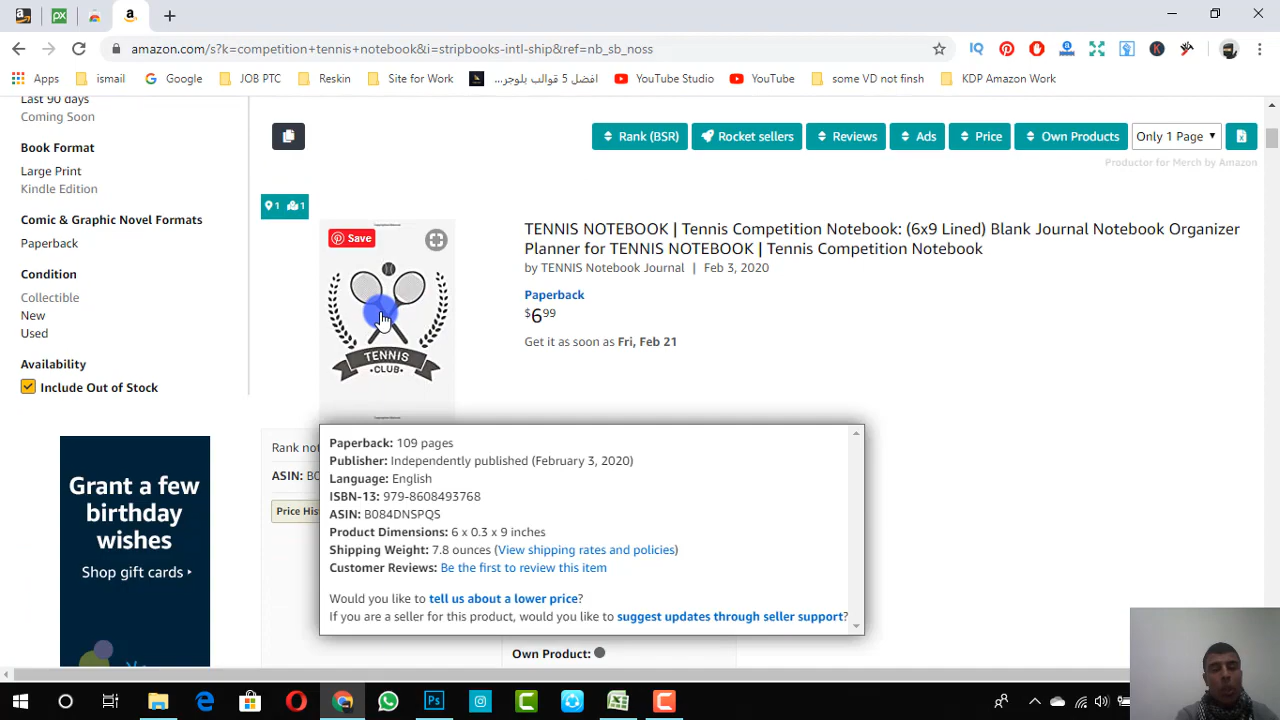 amazon.com/s?k=competition+tennis+notebook&i=stripbooks-intl-ship&ref=nb_sb_noss
Apps ismail Google JOB PTC Reskin Site for Work افضل 5 قوالب بلوجر... YouTube Studio YouTube some VD not finsh KDP Amazon Work
Last 90 days
Coming Soon
Book Format
Large Print
Kindle Edition
Comic & Graphic Novel Formats
Paperback
Condition
Collectible
New
Used
Availability
Include Out of Stock
Grant a few
birthday
wishes
Shop gift cards
Rank (BSR) Rocket sellers Reviews Ads Price Own Products Only 1 Page
Productor for Merch by Amazon
1 1
Save
TENNIS
CLUB
TENNIS NOTEBOOK | Tennis Competition Notebook: (6x9 Lined) Blank Journal Notebook Organizer
Planner for TENNIS NOTEBOOK | Tennis Competition Notebook
by TENNIS Notebook Journal | Feb 3, 2020
Paperback
$6.99
Get it as soon as Fri, Feb 21
Rank
ASIN:
Price
Paperback: 109 pages
Publisher: Independently published (February 3, 2020)
Language: English
ISBN-13: 979-8608493768
ASIN: B084DNSPQS
Product Dimensions: 6 x 0.3 x 9 inches
Shipping Weight: 7.8 ounces (View shipping rates and policies)
Customer Reviews: Be the first to review this item
Would you like to tell us about a lower price?
If you are a seller for this product, would you like to suggest updates through seller support?
Own Product: